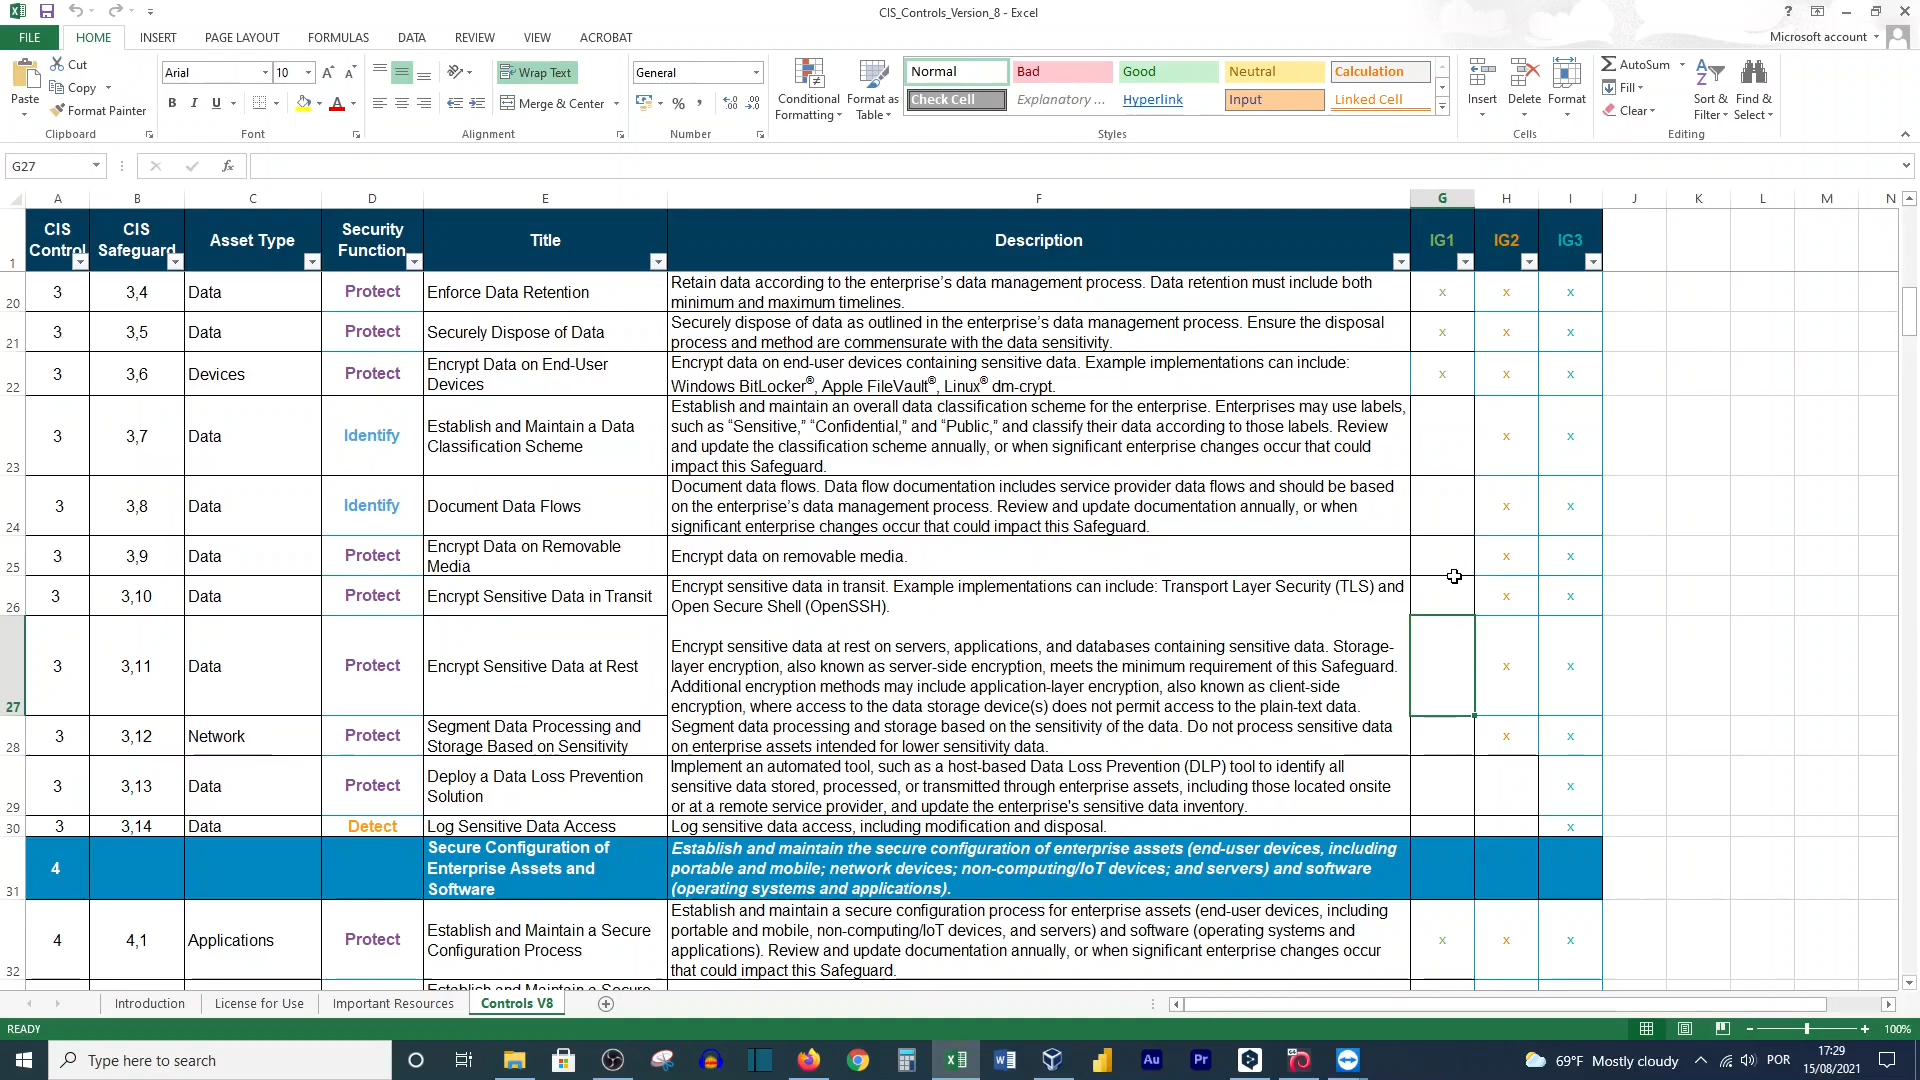 CIS_Controls_Version_8 - Excel
FILE HOME INSERT PAGE LAYOUT FORMULAS DATA REVIEW VIEW ACROBAT Microsoft account
Paste Cut Copy Format Painter Clipboard
Arial 10 B I U A Font
Wrap Text Merge & Center Alignment
General % Number
Conditional Formatting Format as Table
Normal Bad Good Neutral Calculation
Check Cell Explanatory ... Hyperlink Input Linked Cell
Styles
Insert Delete Format Cells
AutoSum Fill Clear Sort & Filter Find & Select Editing
G27 fx
A B C D E F G H I J K L M N
1 CIS Control CIS Safeguard Asset Type Security Function Title Description IG1 IG2 IG3
20 3 3,4 Data Protect Enforce Data Retention Retain data according to the enterprise’s data management process. Data retention must include both
minimum and maximum timelines. x x x
21 3 3,5 Data Protect Securely Dispose of Data Securely dispose of data as outlined in the enterprise’s data management process. Ensure the disposal
process and method are commensurate with the data sensitivity. x x x
22 3 3,6 Devices Protect Encrypt Data on End-User Devices Encrypt data on end-user devices containing sensitive data. Example implementations can include:
Windows BitLocker®, Apple FileVault®, Linux® dm-crypt. x x x
23 3 3,7 Data Identify Establish and Maintain a Data Classification Scheme Establish and maintain an overall data classification scheme for the enterprise. Enterprises may use labels,
such as “Sensitive,” “Confidential,” and “Public,” and classify their data according to those labels. Review
and update the classification scheme annually, or when significant enterprise changes occur that could
impact this Safeguard. x x
24 3 3,8 Data Identify Document Data Flows Document data flows. Data flow documentation includes service provider data flows and should be based
on the enterprise’s data management process. Review and update documentation annually, or when
significant enterprise changes occur that could impact this Safeguard. x x
25 3 3,9 Data Protect Encrypt Data on Removable Media Encrypt data on removable media. x x
26 3 3,10 Data Protect Encrypt Sensitive Data in Transit Encrypt sensitive data in transit. Example implementations can include: Transport Layer Security (TLS) and
Open Secure Shell (OpenSSH). x x
27 3 3,11 Data Protect Encrypt Sensitive Data at Rest Encrypt sensitive data at rest on servers, applications, and databases containing sensitive data. Storage-
layer encryption, also known as server-side encryption, meets the minimum requirement of this Safeguard.
Additional encryption methods may include application-layer encryption, also known as client-side
encryption, where access to the data storage device(s) does not permit access to the plain-text data. x x
28 3 3,12 Network Protect Segment Data Processing and Storage Based on Sensitivity Segment data processing and storage based on the sensitivity of the data. Do not process sensitive data
on enterprise assets intended for lower sensitivity data. x x
29 3 3,13 Data Protect Deploy a Data Loss Prevention Solution Implement an automated tool, such as a host-based Data Loss Prevention (DLP) tool to identify all
sensitive data stored, processed, or transmitted through enterprise assets, including those located onsite
or at a remote service provider, and update the enterprise's sensitive data inventory. x
30 3 3,14 Data Detect Log Sensitive Data Access Log sensitive data access, including modification and disposal. x
31 4 Secure Configuration of Enterprise Assets and Software Establish and maintain the secure configuration of enterprise assets (end-user devices, including
portable and mobile; network devices; non-computing/IoT devices; and servers) and software
(operating systems and applications).
32 4 4,1 Applications Protect Establish and Maintain a Secure Configuration Process Establish and maintain a secure configuration process for enterprise assets (end-user devices, including
portable and mobile, non-computing/IoT devices, and servers) and software (operating systems and
applications). Review and update documentation annually, or when significant enterprise changes occur
that could impact this Safeguard. x x x
Establish and Maintain a Secure
Introduction License for Use Important Resources Controls V8
READY 100%
Type here to search Au Pr 69°F Mostly cloudy POR 17:29
15/08/2021